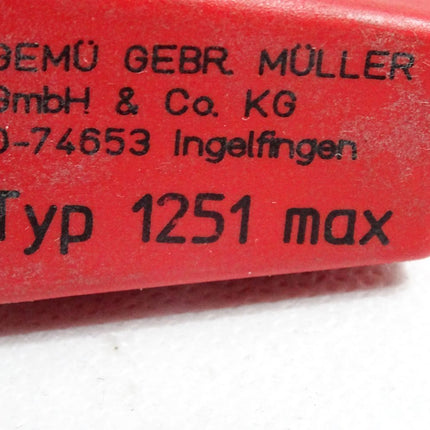 GEMÜ GEBR. MÜLLER
GmbH & Co. KG
D-74653 Ingelfingen
Typ 1251 max